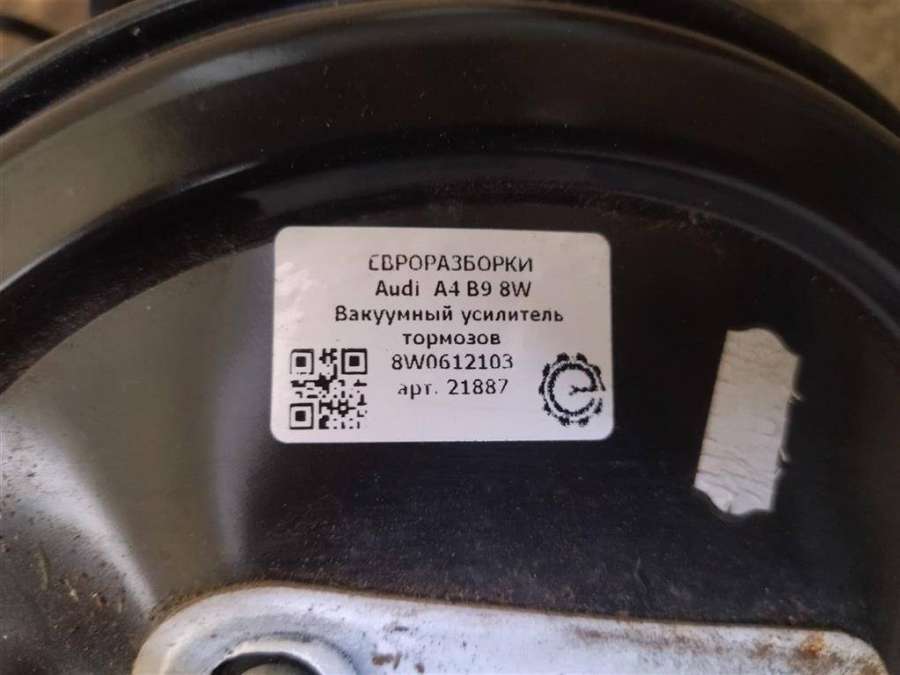 ЕВРОРАЗБОРКИ
Audi A4 B9 8W
Вакуумный усилитель
тормозов
8W0612103
арт. 21887